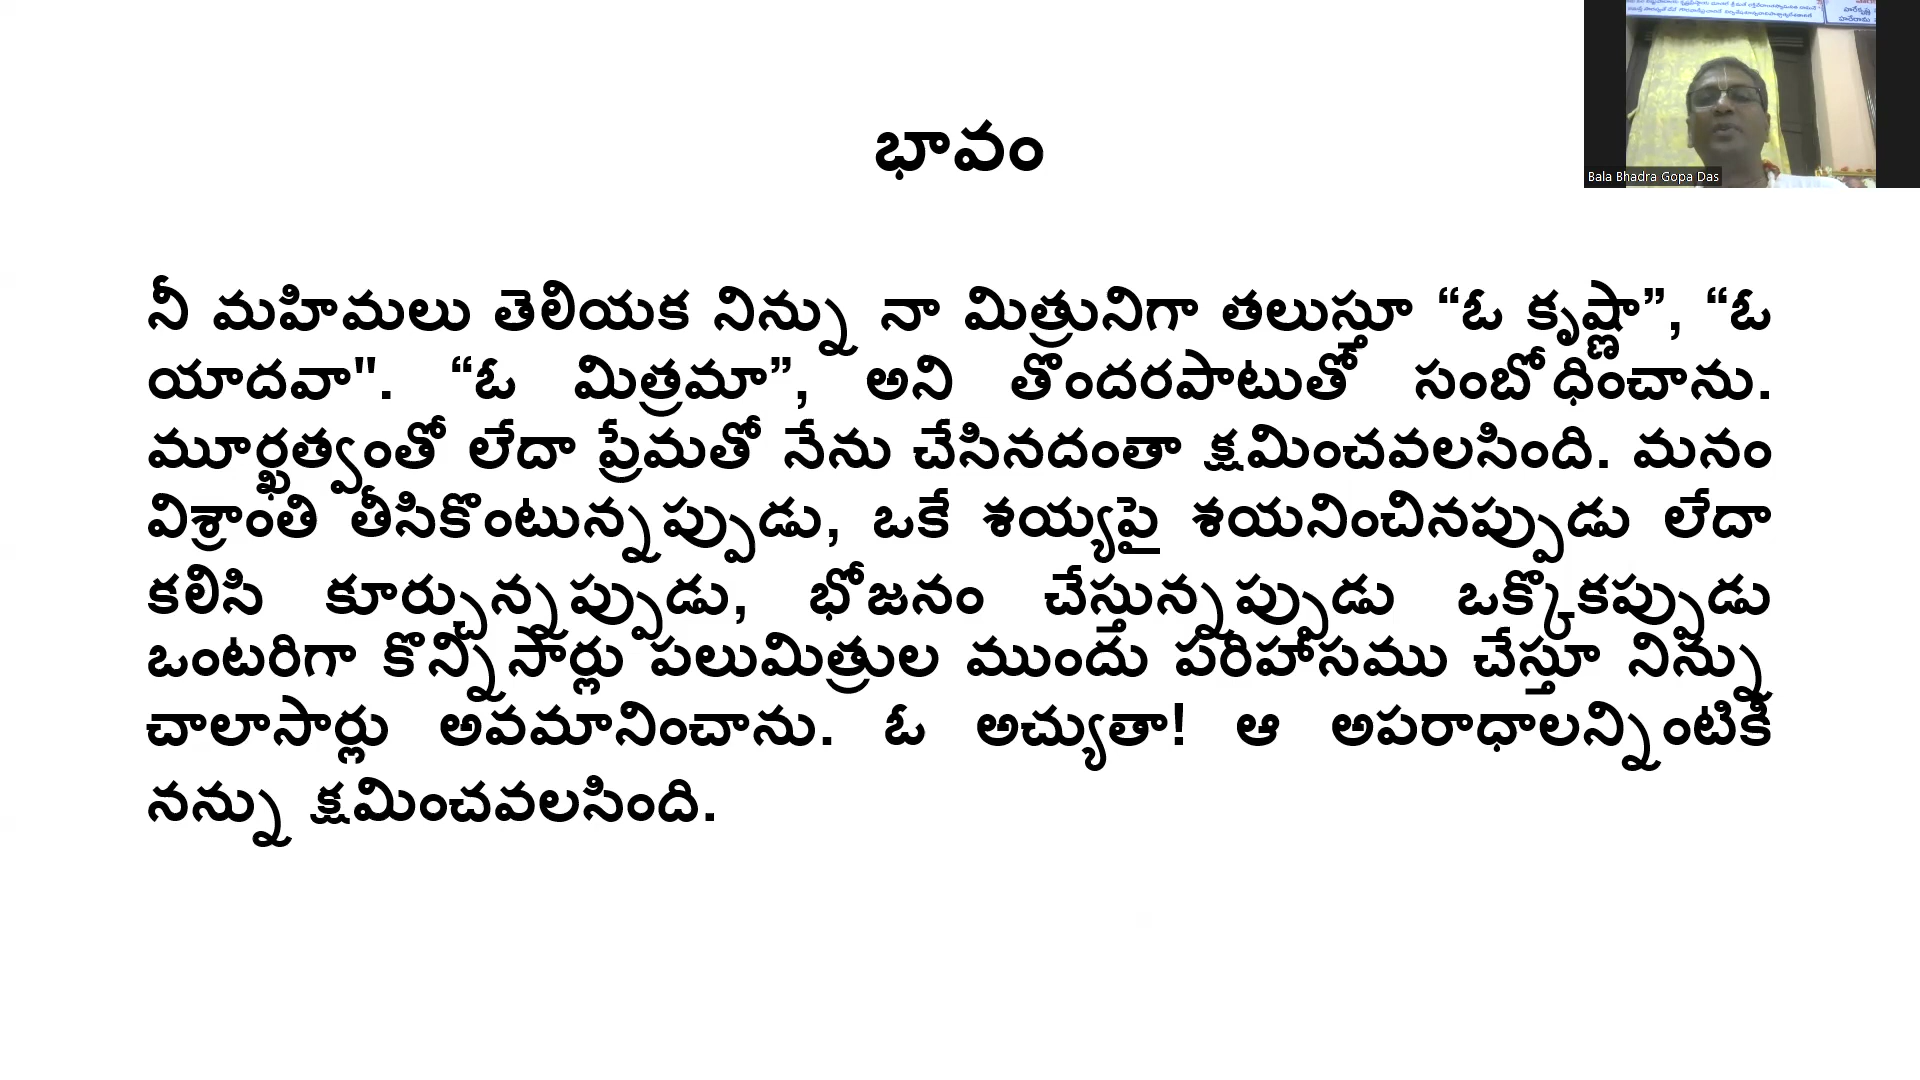 భావం
Bala Bhadra Gopa Das
నీ మహిమలు తెలియక నిన్ను నా మిత్రునిగా తలుస్తూ “ఓ కృష్ణా”, “ఓ
యాదవా". “ఓ మిత్రమా”, అని తొందరపాటుతో సంబోధించాను.
మూర్ఖత్వంతో లేదా ప్రేమతో నేను చేసినదంతా క్షమించవలసింది. మనం
విశ్రాంతి తీసికొంటున్నప్పుడు, ఒకే శయ్యపై శయనించినప్పుడు లేదా
కలిసి కూర్చున్నప్పుడు, భోజనం చేస్తున్నప్పుడు ఒక్కొకప్పుడు
ఒంటరిగా కొన్నిసార్లు పలుమిత్రుల ముందు పరిహాసము చేస్తూ నిన్ను
చాలాసార్లు అవమానించాను. ఓ అచ్యుతా! ఆ అపరాధాలన్నింటికి
నన్ను క్షమించవలసింది.